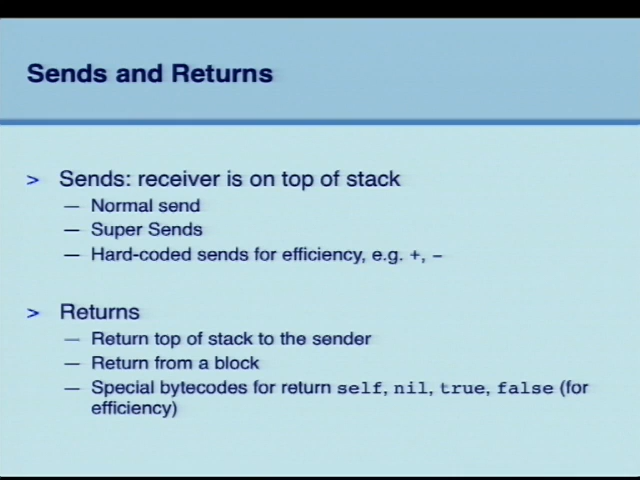 Sends and Returns
> Sends: receiver is on top of stack
— Normal send
— Super Sends
— Hard-coded sends for efficiency, e.g. +, –
> Returns
— Return top of stack to the sender
— Return from a block
— Special bytecodes for return self, nil, true, false (for
efficiency)